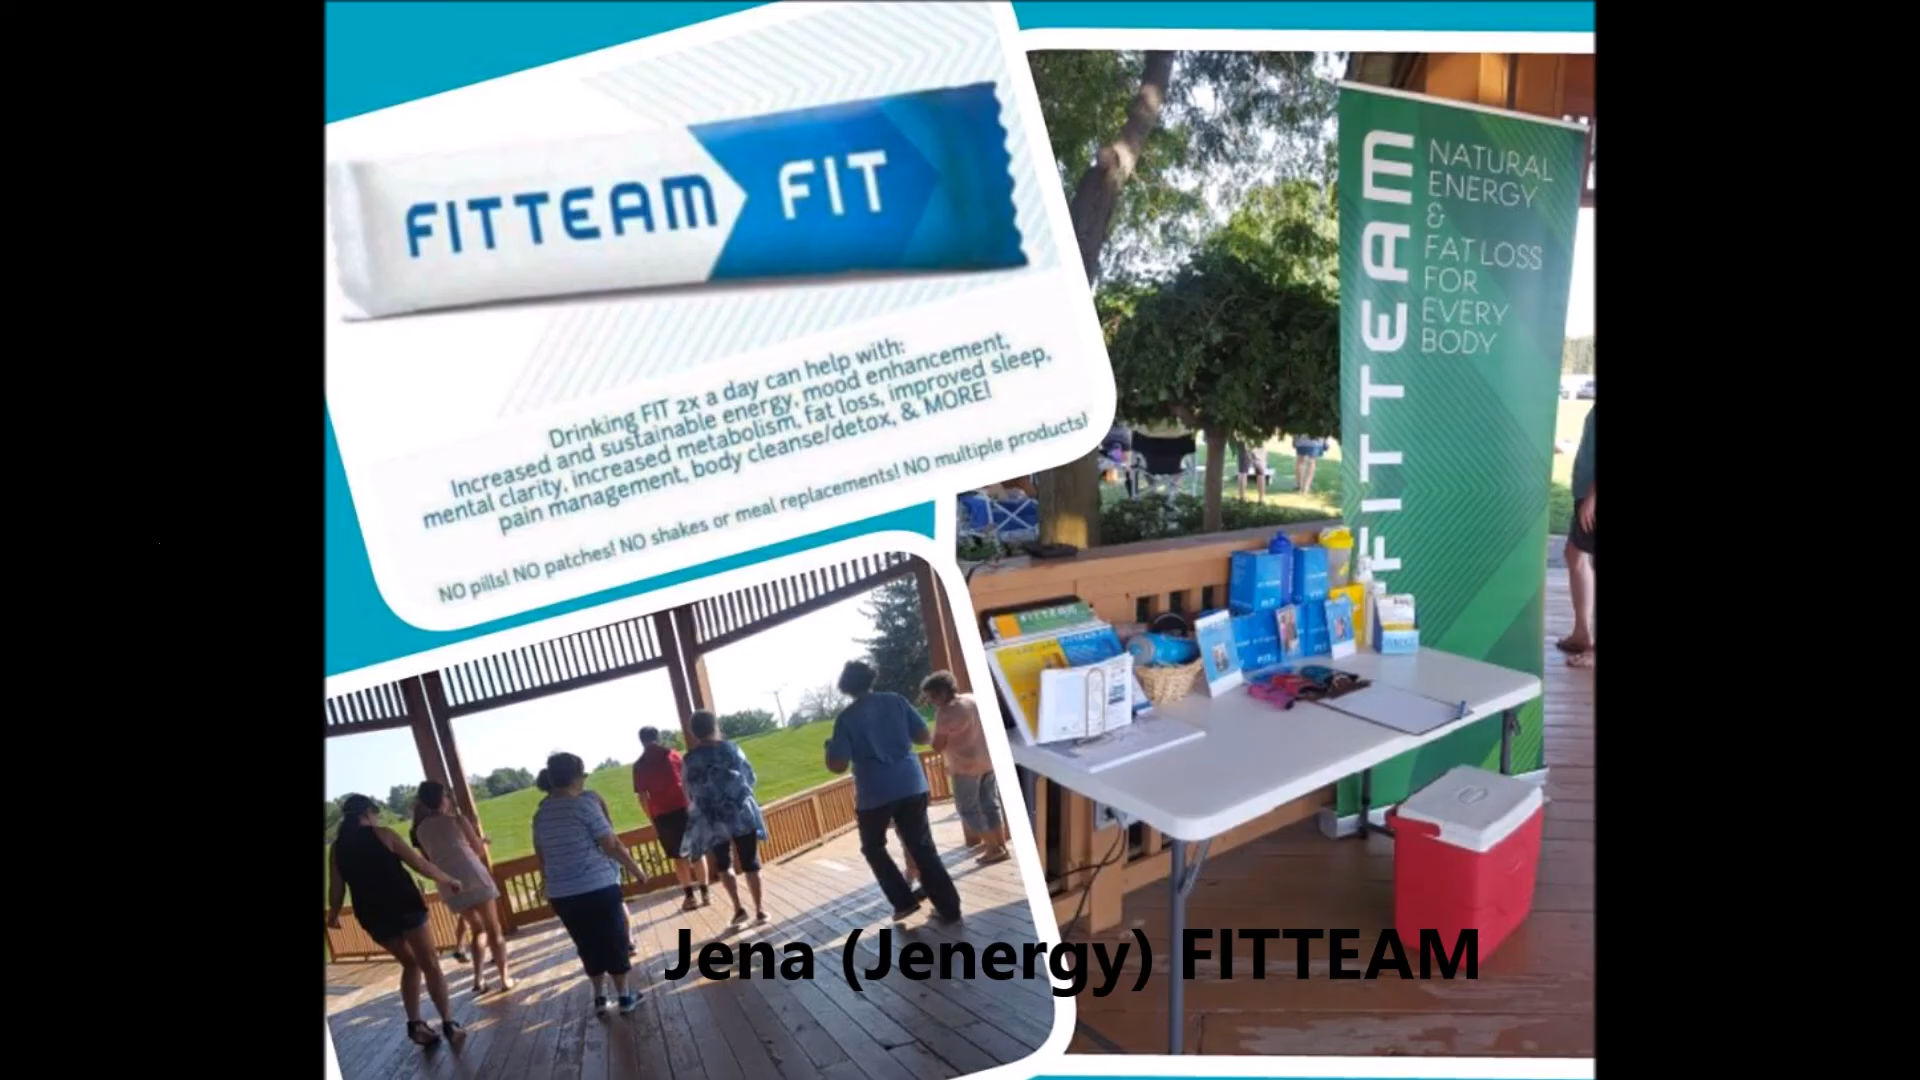 FITTEAM FIT
Drinking FIT 2x a day can help with:
Increased and sustainable energy, mood enhancement,
mental clarity, increased metabolism, fat loss, improved sleep,
pain management, body cleanse/detox, & MORE!
NO pills! NO patches! NO shakes or meal replacements! NO multiple products!
FITTEAM
NATURAL
ENERGY
&
FAT LOSS
FOR
EVERY
BODY
Jena (Jenergy) FITTEAM